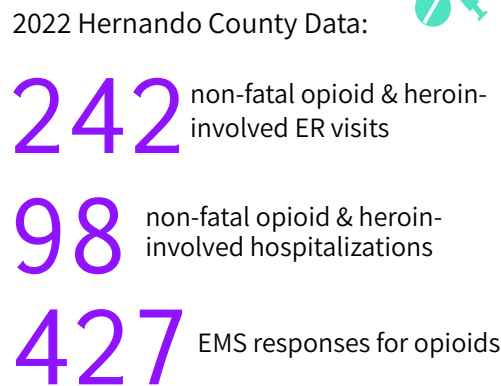 2022 Hernando County Data:
242 non-fatal opioid & heroin-
involved ER visits
98 non-fatal opioid & heroin-
involved hospitalizations
427 EMS responses for opioids